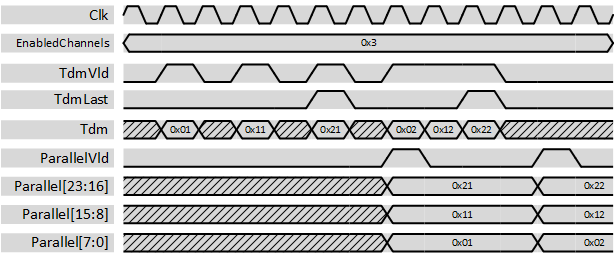 Clk
EnabledChannels 0x3
TdmVld
TdmLast
Tdm 0x01 0x11 0x21 0x02 0x12 0x22
ParallelVld
Parallel[23:16] 0x21 0x22
Parallel[15:8] 0x11 0x12
Parallel[7:0] 0x01 0x02